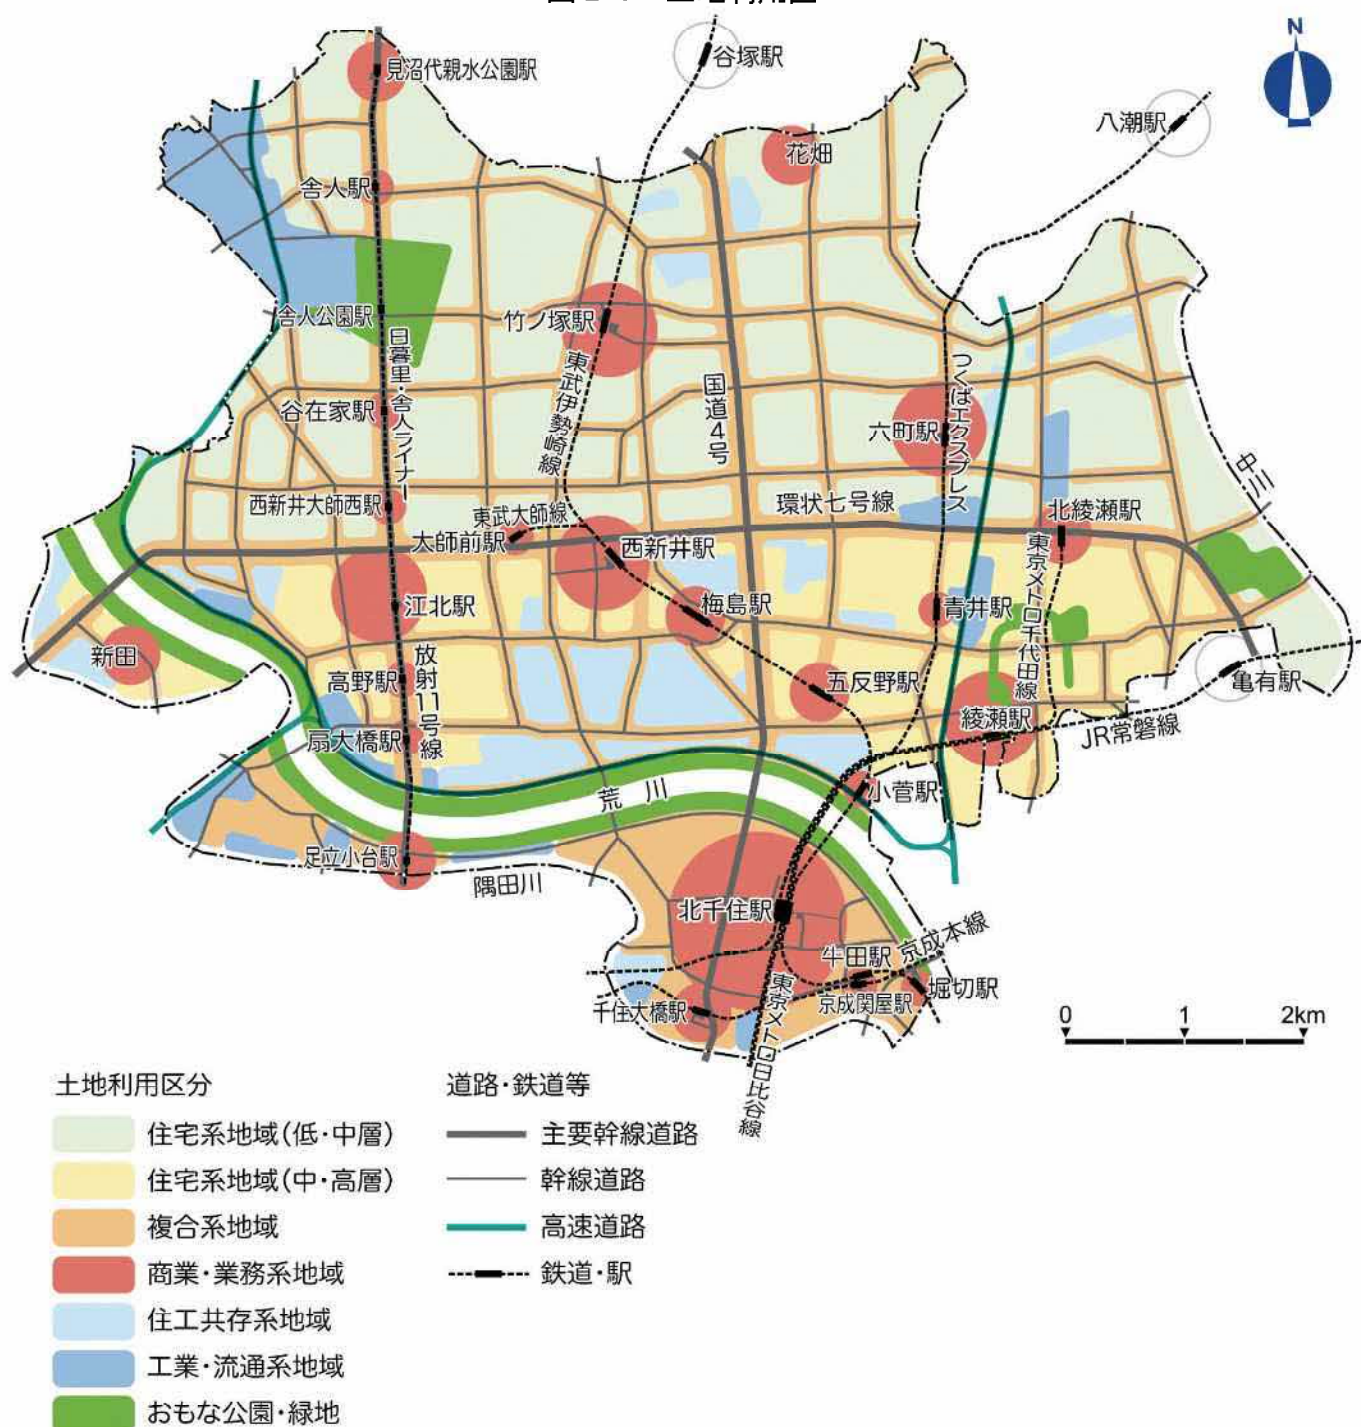 N
見沼代親水公園駅
谷塚駅
八潮駅
花畑
舎人駅
舎人公園駅
竹ノ塚駅
日暮里・舎人ライナー
東武伊勢崎線
国道4号
つくばエクスプレス
谷在家駅
六町駅
中川
西新井大師西駅
東武大師線
環状七号線
北綾瀬駅
大師前駅
西新井駅
東京メトロ千代田線
江北駅
梅島駅
青井駅
新田
放射11号線
高野駅
五反野駅
亀有駅
綾瀬駅
扇大橋駅
JR常磐線
荒川
小菅駅
足立小台駅
隅田川
北千住駅
牛田駅
京成本線
千住大橋駅
京成関屋駅
堀切駅
東京メトロ日比谷線
0 1 2km
土地利用区分
住宅系地域(低・中層)
住宅系地域(中・高層)
複合系地域
商業・業務系地域
住工共存系地域
工業・流通系地域
おもな公園・緑地
道路・鉄道等
主要幹線道路
幹線道路
高速道路
鉄道・駅